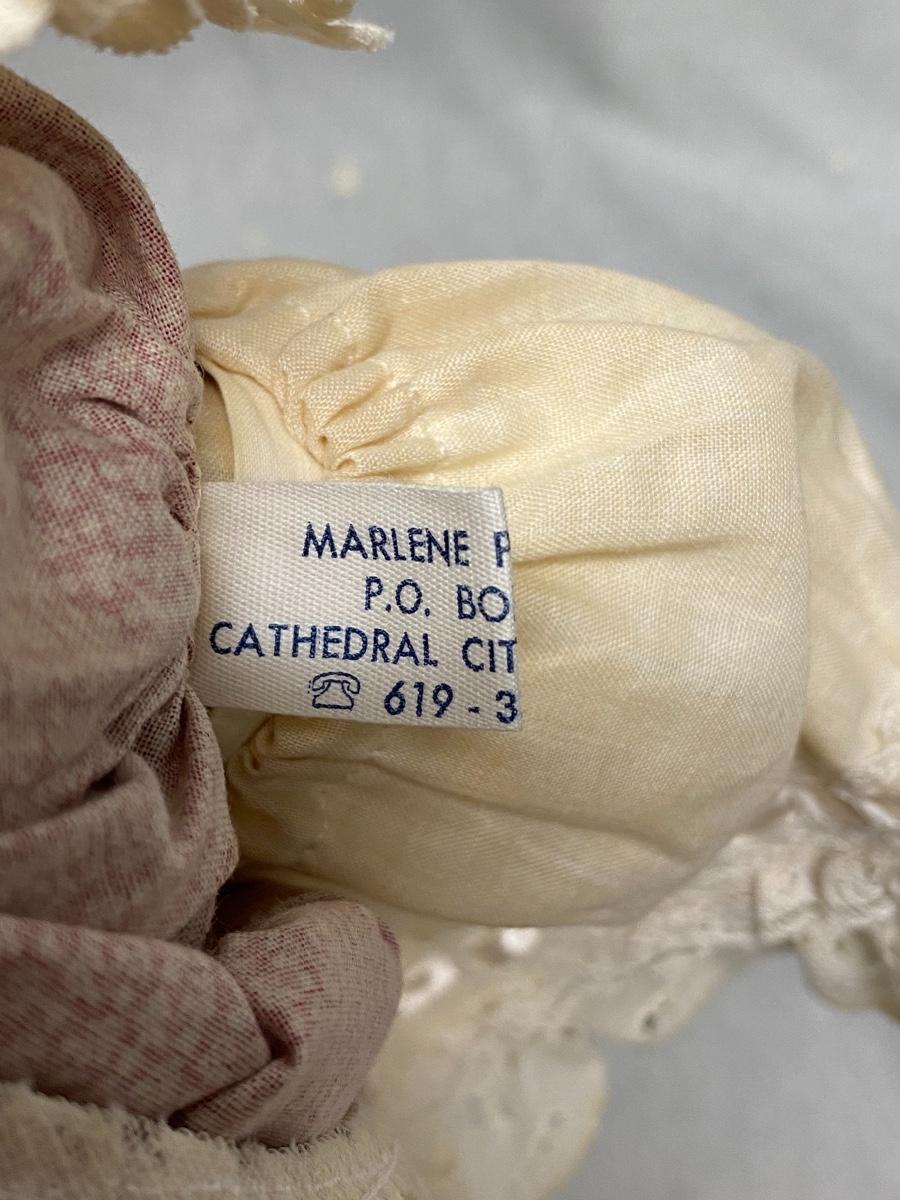 MARLENE P
P.O. BO
CATHEDRAL CIT
619 - 3